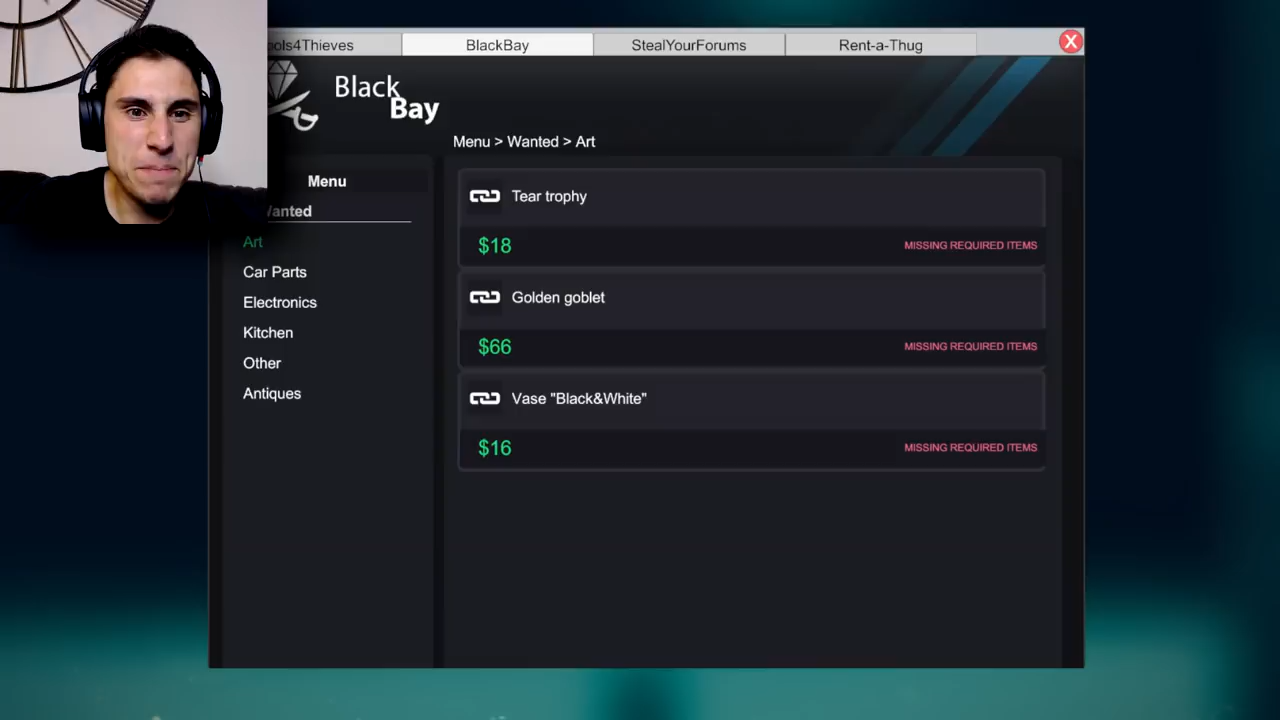 ools4Thieves
BlackBay
StealYourForums
Rent-a-Thug
X
Black
Bay
Menu > Wanted > Art
Menu
Wanted
Art
Car Parts
Electronics
Kitchen
Other
Antiques
Tear trophy
$18
MISSING REQUIRED ITEMS
Golden goblet
$66
MISSING REQUIRED ITEMS
Vase "Black&White"
$16
MISSING REQUIRED ITEMS